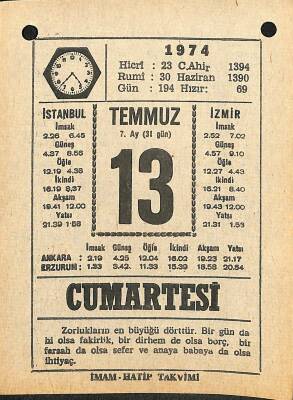 1974
Hicrî : 23 C.Ahir 1394
Rumî : 30 Haziran 1390
Gün : 194 Hızır: 69
İSTANBUL
İmsak
2.26 6.45
Güneş
4.37 8.56
Öğle
12.19 4.38
İkindi
16.19 8.37
Akşam
19.41 12.00
Yatsı
21.39 1.58
TEMMUZ
7. Ay (31 gün)
13
İZMİR
İmsak
2.52 7.02
Güneş
4.57 9.10
Öğle
12.27 4.43
İkindi
16.21 8.40
Akşam
19.43 12.00
Yatsı
21.31 1.53
İmsak Güneş Öğle İkindi Akşam Yatsı
ANKARA : 2.19 4.25 12.04 16.02 19.23 21.17
ERZURUM: 1.33 3.42 11.33 15.39 18.58 20.54
CUMARTESİ
Zorlukların en büyüğü dörttür. Bir gün da
hi olsa fakirlik, bir dirhem de olsa borç, bir
fersah da olsa sefer ve anaya babaya da olsa
ihtiyaç.
İMAM - HATİP TAKVİMİ